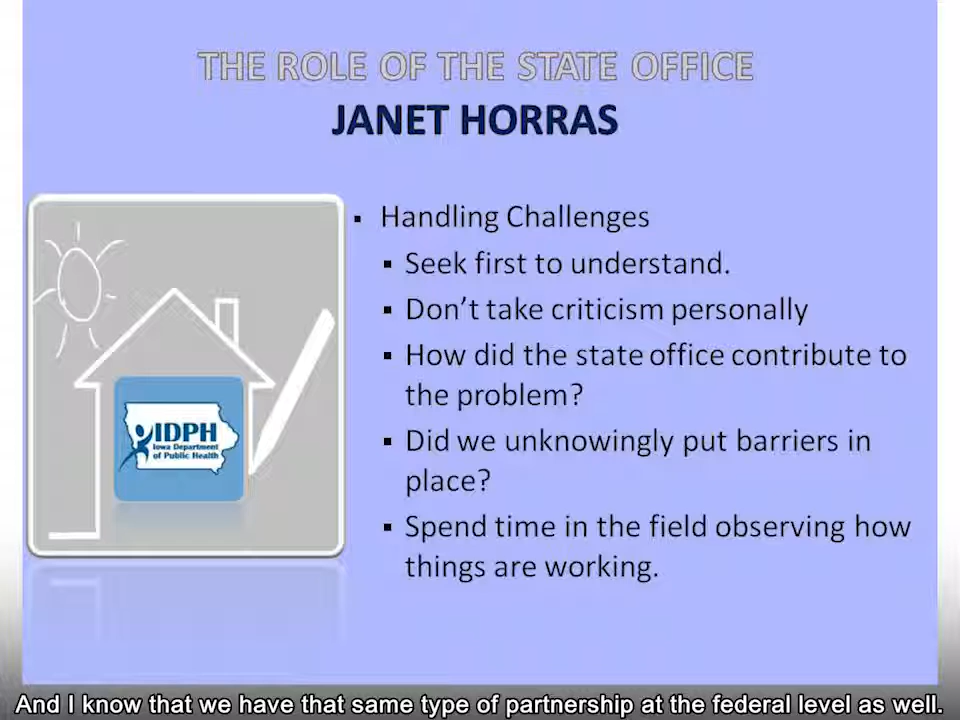 THE ROLE OF THE STATE OFFICE
JANET HORRAS
▪ Handling Challenges
▪ Seek first to understand.
▪ Don’t take criticism personally
▪ How did the state office contribute to
the problem?
▪ Did we unknowingly put barriers in
place?
▪ Spend time in the field observing how
things are working.
IDPH
Iowa Department
of Public Health
And I know that we have that same type of partnership at the federal level as well.